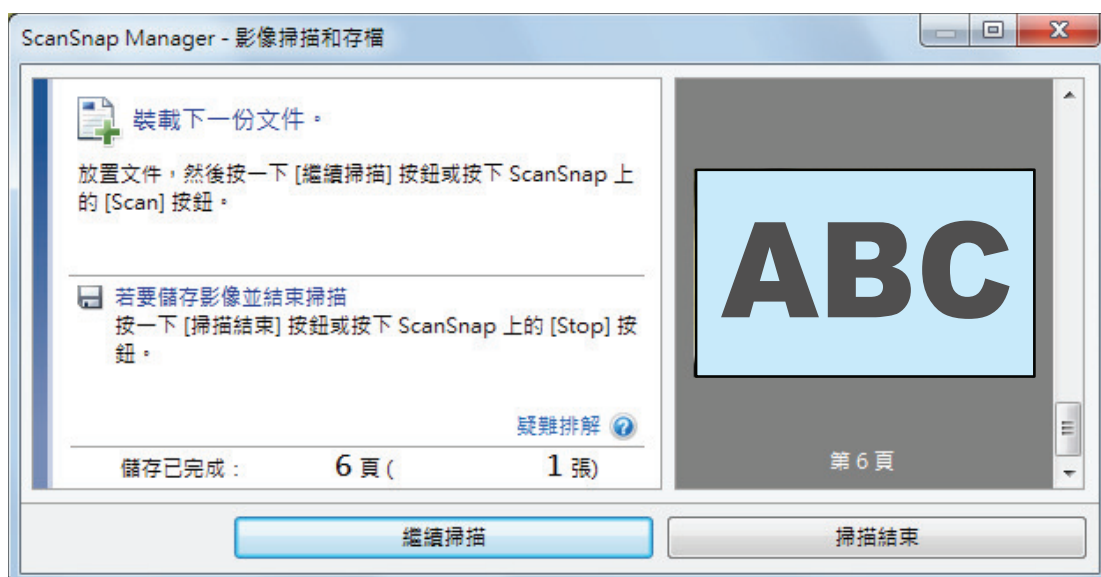 ScanSnap Manager - 影像掃描和存檔
裝載下一份文件。
放置文件，然後按一下 [繼續掃描] 按鈕或按下 ScanSnap 上
的 [Scan] 按鈕。
若要儲存影像並結束掃描
按一下 [掃描結束] 按鈕或按下 ScanSnap 上的 [Stop] 按
鈕。
疑難排解
儲存已完成： 6 頁 ( 1 張)
ABC
第 6 頁
繼續掃描
掃描結束